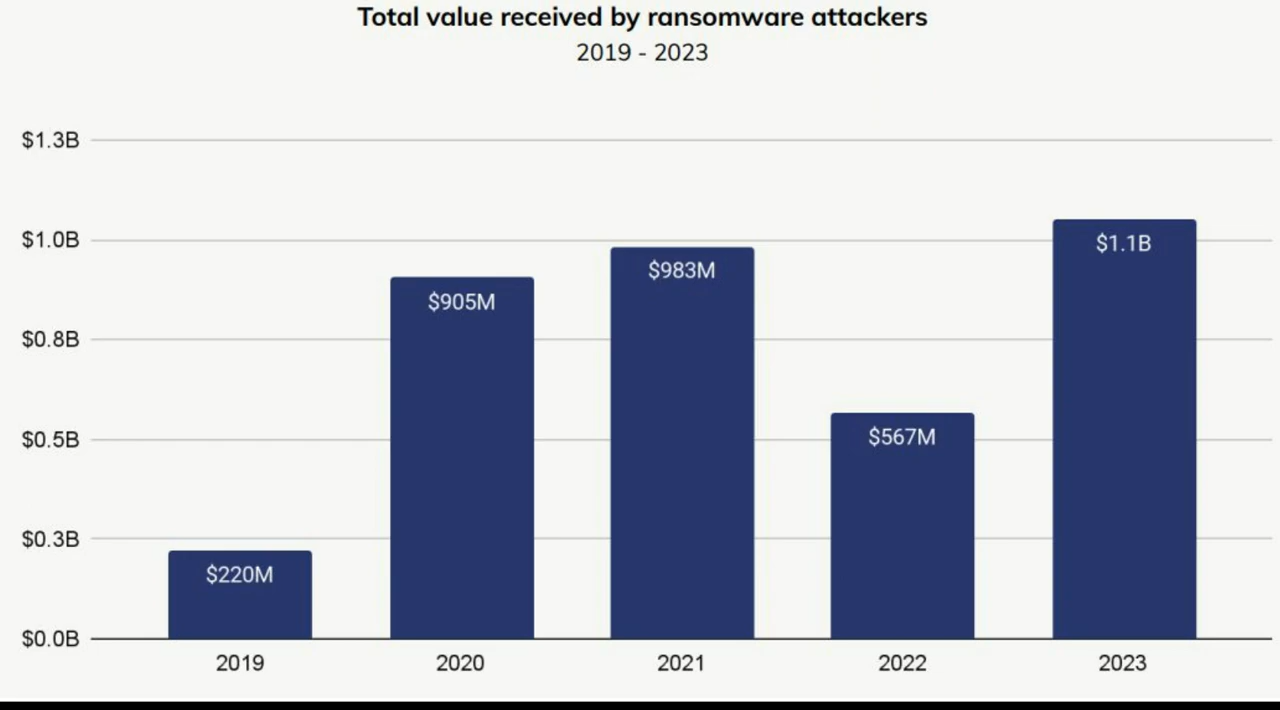 Total value received by ransomware attackers
2019 - 2023
$1.3B
$1.0B
$0.8B
$0.5B
$0.3B
$0.0B
$220M
$905M
$983M
$567M
$1.1B
2019
2020
2021
2022
2023